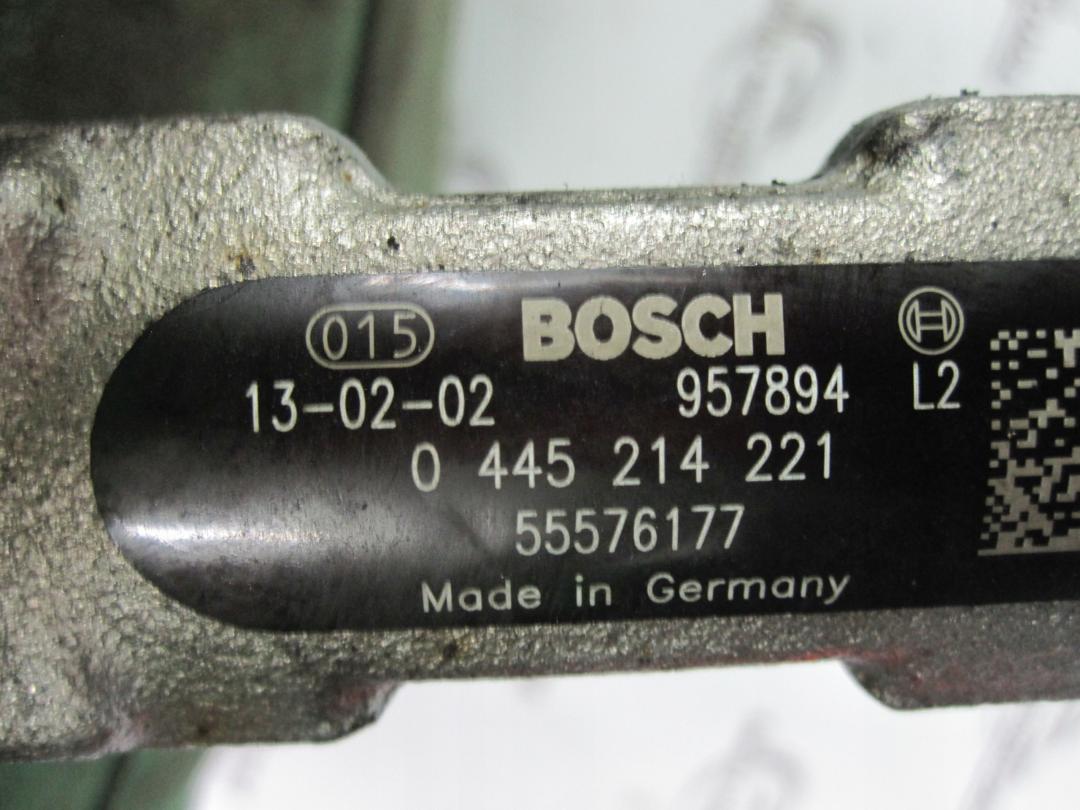 015 BOSCH
13-02-02 957894 L2
0 445 214 221
55576177
Made in Germany